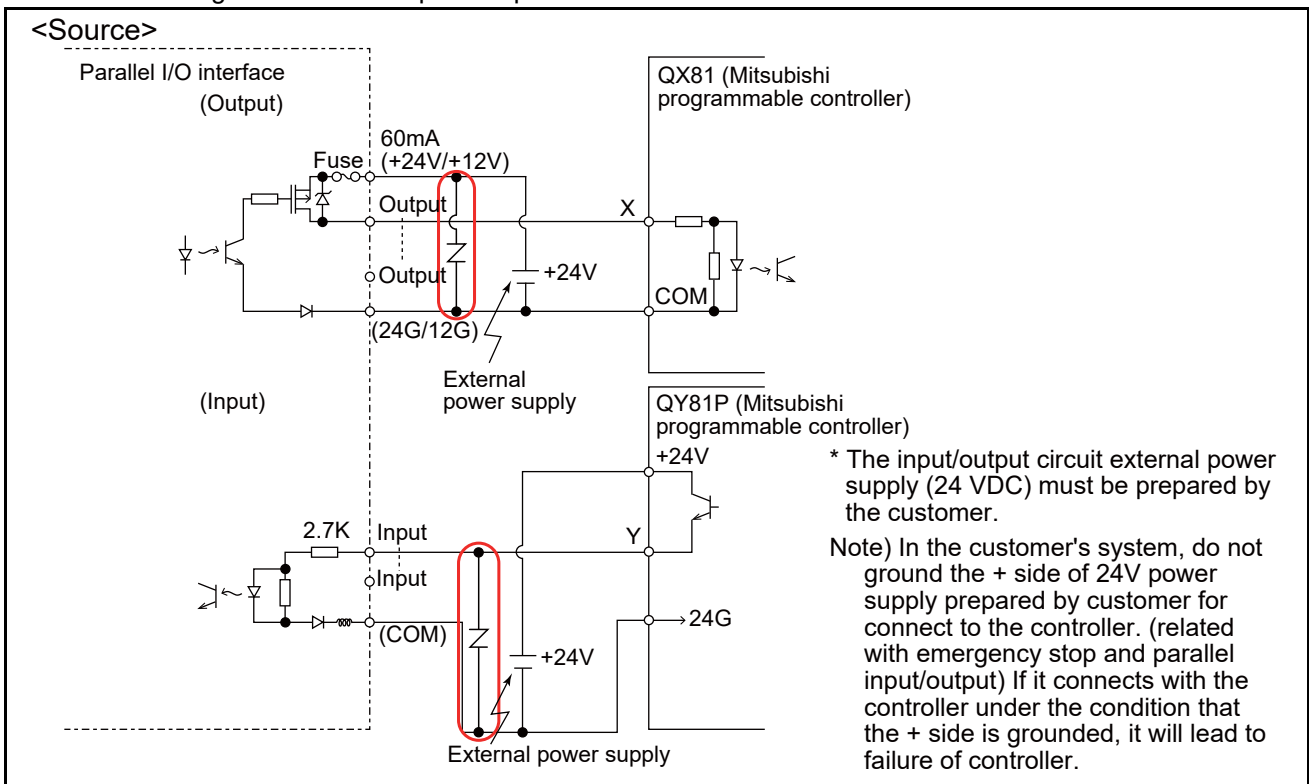 <Source>
Parallel I/O interface
(Output)
QX81 (Mitsubishi
programmable controller)
60mA
Fuse
(+24V/+12V)
Output
X
Output
+24V
COM
(24G/12G)
External
power supply
(Input)
QY81P (Mitsubishi
programmable controller)
+24V
2.7K
Input
Y
Input
24G
(COM)
+24V
External power supply
* The input/output circuit external power
supply (24 VDC) must be prepared by
the customer.
Note) In the customer's system, do not
ground the + side of 24V power
supply prepared by customer for
connect to the controller. (related
with emergency stop and parallel
input/output) If it connects with the
controller under the condition that
the + side is grounded, it will lead to
failure of controller.